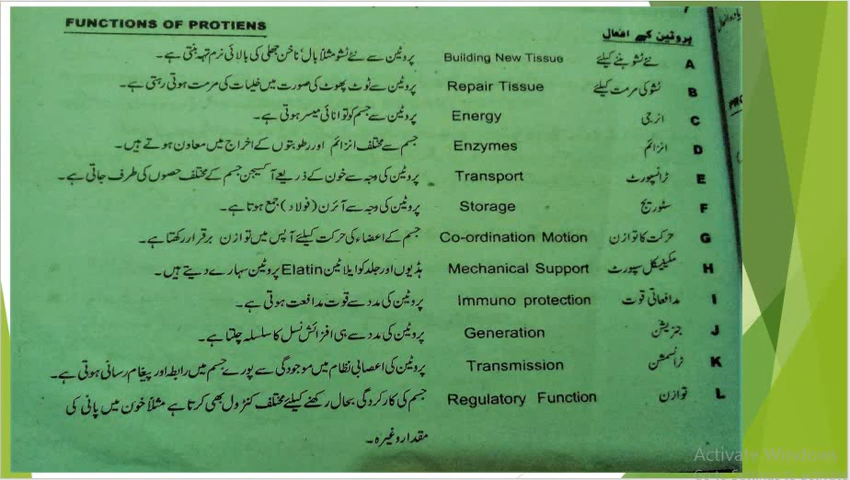 FUNCTIONS OF PROTIENS
پروٹین کے افعال
A نئے ٹشو بننے کیلئے Building New Tissue پروٹین سے نئے ٹشو مثلاً بال‘ ناخن جھلی کی بالائی نرم تہہ بنتی ہے۔
B ٹشو کی مرمت کیلئے Repair Tissue پروٹین سے ٹوٹ پھوٹ کی صورت میں خلیات کی مرمت ہوتی رہتی ہے۔
C انرجی Energy پروٹین سے جسم کو توانائی میسر ہوتی ہے۔
D انزائم Enzymes جسم سے مختلف انزائم اور رطوبتوں کے اخراج میں معاون ہوتے ہیں۔
E ٹرانسپورٹ Transport پروٹین کی وجہ سے خون کے ذریعے آکسیجن جسم کے مختلف حصوں کی طرف جاتی ہے۔
F سٹوریج Storage پروٹین کی وجہ سے آئرن (فولاد) جمع ہوتا ہے۔
G حرکت کا توازن Co-ordination Motion جسم کے اعضاء کی حرکت کیلئے آپس میں توازن برقرار رکھتا ہے۔
H مکینیکل سپورٹ Mechanical Support ہڈیوں اور جلد کو ایلاٹین Elatin پروٹین سہارے دیتے ہیں۔
I مدافعاتی قوت Immuno protection پروٹین کی مدد سے قوت مدافعت ہوتی ہے۔
J جنریشن Generation پروٹین کی مدد سے ہی افزائش نسل کا سلسلہ چلتا ہے۔
K ٹرانسمشن Transmission پروٹین کی اعصابی نظام میں موجودگی سے پورے جسم میں رابطہ اور پیغام رسانی ہوتی ہے۔
L توازن Regulatory Function جسم کی کارکردگی بحال رکھنے کیلئے مختلف کنٹرول بھی کرتا ہے مثلاً خون میں پانی کی
مقدار وغیرہ۔
Activate Windows